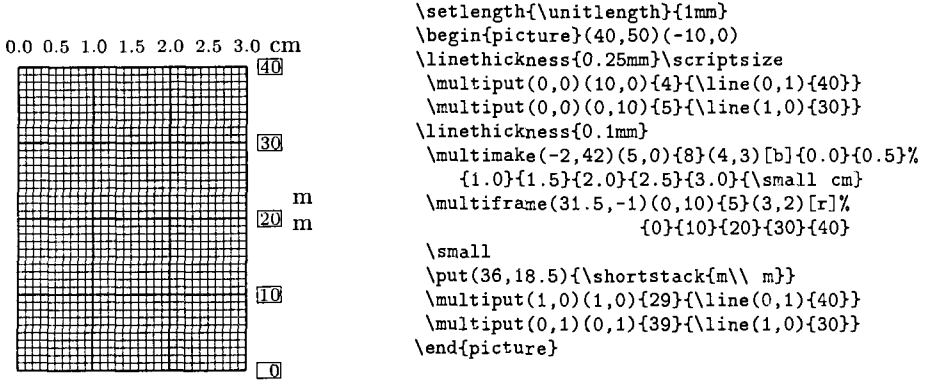 0.0 0.5 1.0 1.5 2.0 2.5 3.0 cm
40
30
m
20 m
10
0
\setlength{\unitlength}{1mm}
\begin{picture}(40,50)(-10,0)
\linethickness{0.25mm}\scriptsize
\multiput(0,0)(10,0){4}{\line(0,1){40}}
\multiput(0,0)(0,10){5}{\line(1,0){30}}
\linethickness{0.1mm}
\multimake(-2,42)(5,0){8}(4,3)[b]{0.0}{0.5}%
{1.0}{1.5}{2.0}{2.5}{3.0}{\small cm}
\multiframe(31.5,-1)(0,10){5}(3,2)[r]%
{0}{10}{20}{30}{40}
\small
\put(36,18.5){\shortstack{m\\ m}}
\multiput(1,0)(1,0){29}{\line(0,1){40}}
\multiput(0,1)(0,1){39}{\line(1,0){30}}
\end{picture}